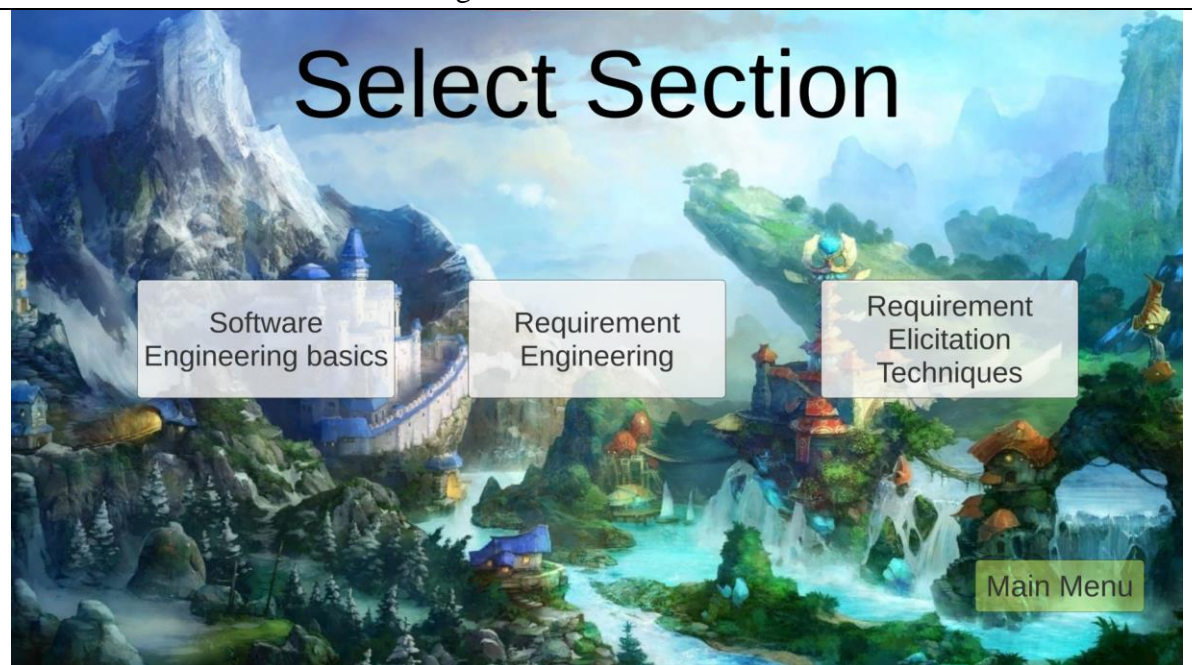 Select Section
Software
Engineering basics
Requirement
Engineering
Requirement
Elicitation
Techniques
Main Menu